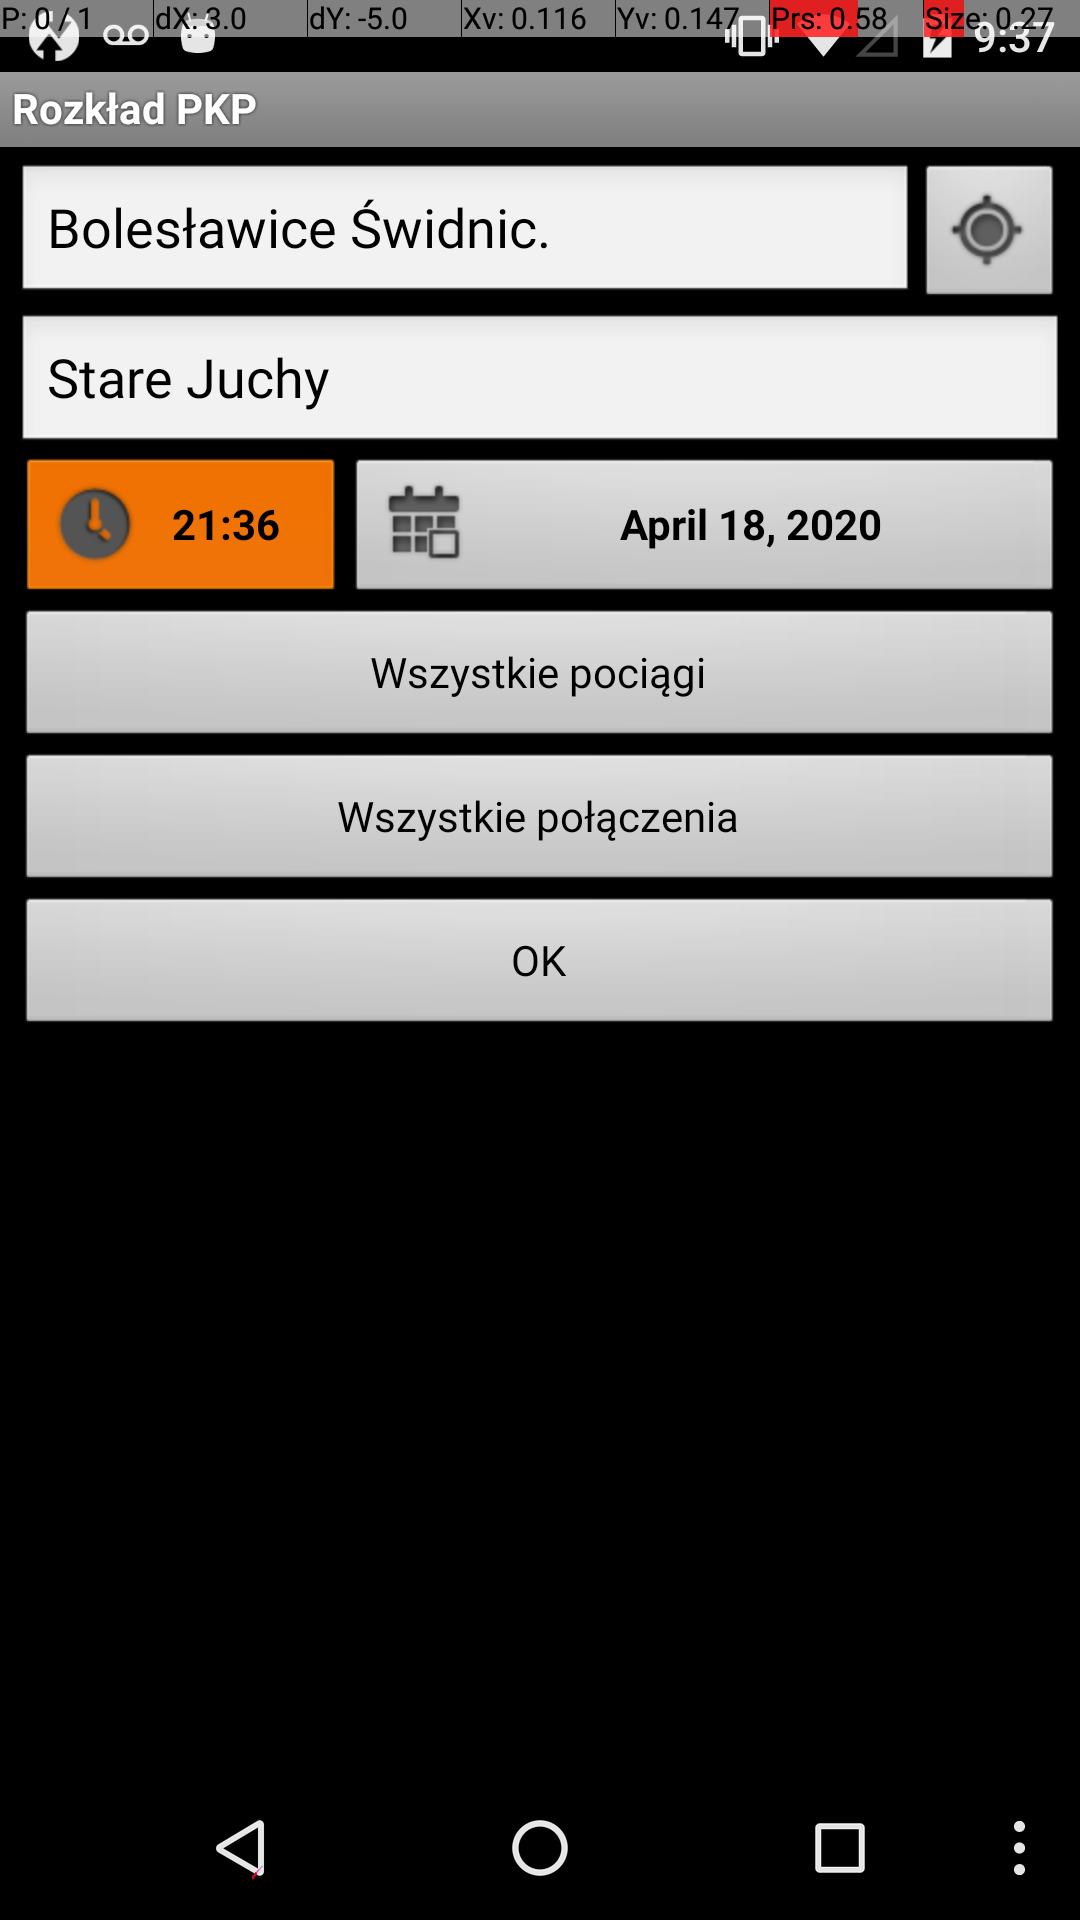 P: 0 / 1 dX: 3.0 dY: -5.0 Xv: 0.116 Yv: 0.147 Prs: 0.58 Size: 0.27
9:37
Rozkład PKP
Bolesławice Świdnic.
Stare Juchy
21:36 April 18, 2020
Wszystkie pociągi
Wszystkie połączenia
OK